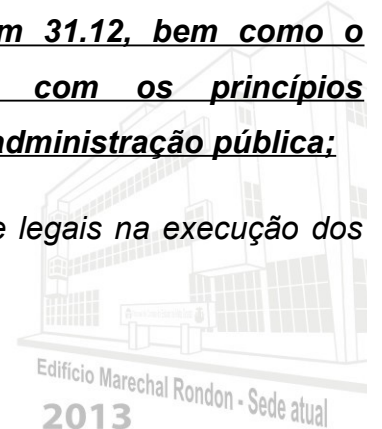 m 31.12, bem como o
com os princípios
administração pública;
e legais na execução dos
Edifício Marechal Rondon - Sede atual
2013